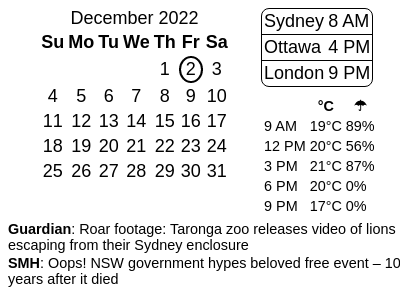 December 2022
Su Mo Tu We Th Fr Sa
1 2 3
4 5 6 7 8 9 10
11 12 13 14 15 16 17
18 19 20 21 22 23 24
25 26 27 28 29 30 31
Sydney 8 AM
Ottawa 4 PM
London 9 PM
°C ☂
9 AM 19°C 89%
12 PM 20°C 56%
3 PM 21°C 87%
6 PM 20°C 0%
9 PM 17°C 0%
Guardian: Roar footage: Taronga zoo releases video of lions
escaping from their Sydney enclosure
SMH: Oops! NSW government hypes beloved free event – 10
years after it died